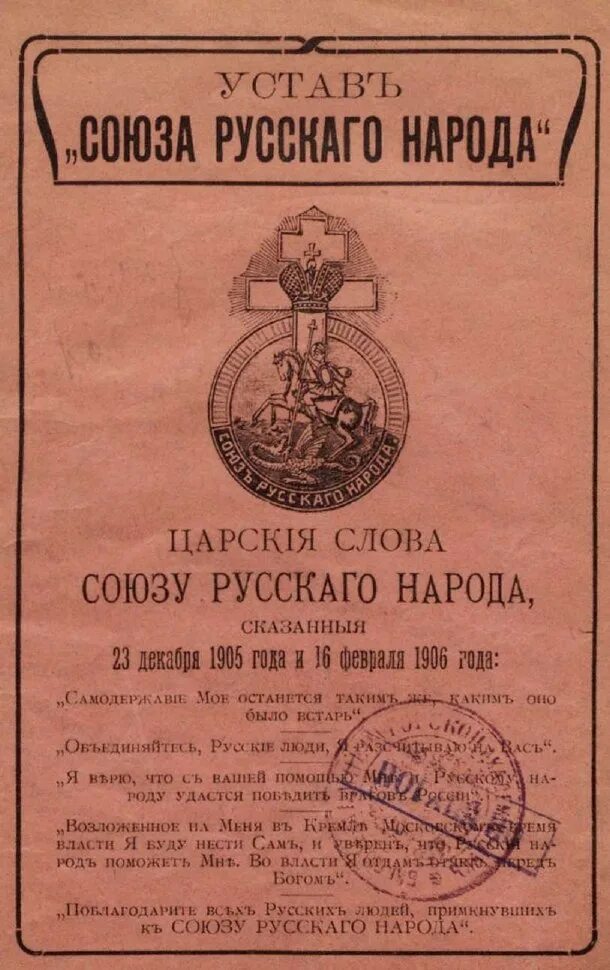 УСТАВЪ
„СОЮЗА РУССКАГО НАРОДА“
СОЮЗЪ РУССКАГО НАРОДА.
ЦАРСКІЯ СЛОВА
СОЮЗУ РУССКАГО НАРОДА,
СКАЗАННЫЯ
23 декабря 1905 года и 16 февраля 1906 года:
„Самодержавіе Мое останется такимъ же, какимъ оно
было встарь“.
„Объединяйтесь, Русскіе люди, Я разсчитываю на Васъ“.
„Я вѣрю, что съ вашей помощью Мнѣ и Русскому на-
роду удастся побѣдить враговъ Россіи“.
„Возложенное на Меня въ Кремлѣ Московскомъ бремя
власти Я буду нести Самъ, и увѣренъ, что Русскій на-
родъ поможетъ Мнѣ. Во власти Я отдамъ отчетъ передъ
Богомъ“.
„Поблагодарите всѣхъ Русскихъ людей, примкнувшихъ
къ СОЮЗУ РУССКАГО НАРОДА“.